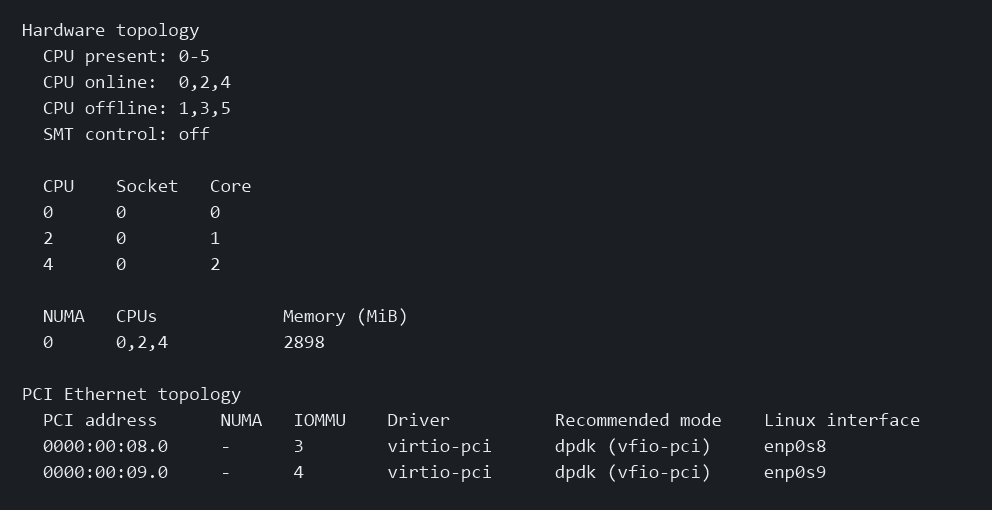 Hardware topology
CPU present: 0-5
CPU online:  0,2,4
CPU offline: 1,3,5
SMT control: off
CPU    Socket   Core
0      0        0
2      0        1
4      0        2
NUMA   CPUs            Memory (MiB)
0      0,2,4           2898
PCI Ethernet topology
PCI address      NUMA   IOMMU    Driver          Recommended mode    Linux interface
0000:00:08.0     -      3        virtio-pci      dpdk (vfio-pci)     enp0s8
0000:00:09.0     -      4        virtio-pci      dpdk (vfio-pci)     enp0s9